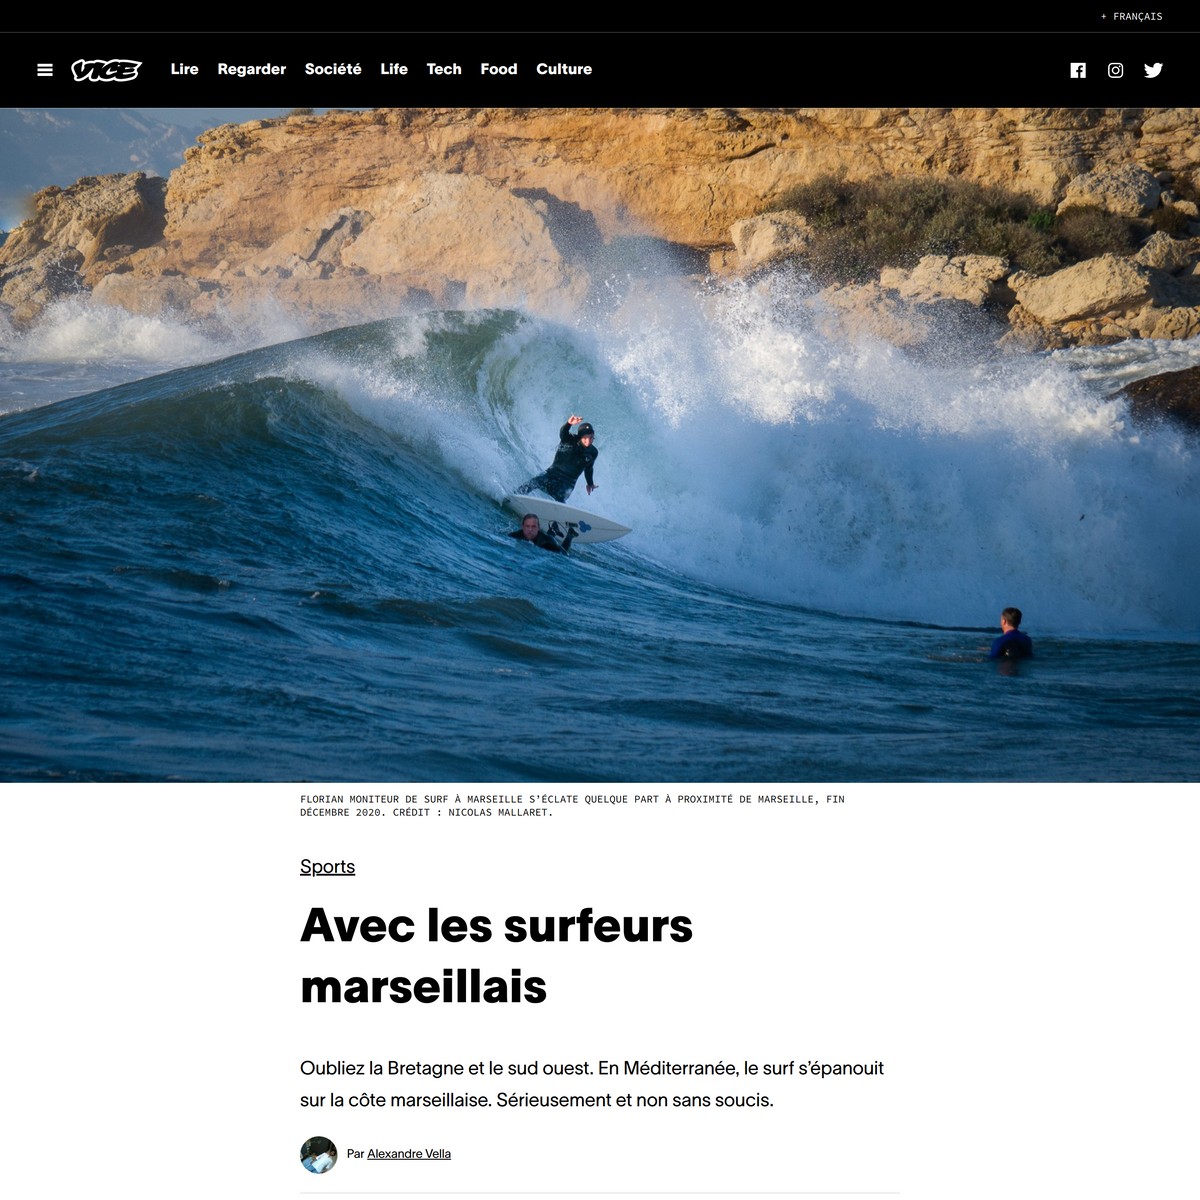 + FRANÇAIS
VICE
Lire Regarder Société Life Tech Food Culture
FLORIAN MONITEUR DE SURF À MARSEILLE S'ÉCLATE QUELQUE PART À PROXIMITÉ DE MARSEILLE, FIN
DÉCEMBRE 2020. CRÉDIT : NICOLAS MALLARET.
Sports
Avec les surfeurs
marseillais
Oubliez la Bretagne et le sud ouest. En Méditerranée, le surf s'épanouit
sur la côte marseillaise. Sérieusement et non sans soucis.
Par Alexandre Vella